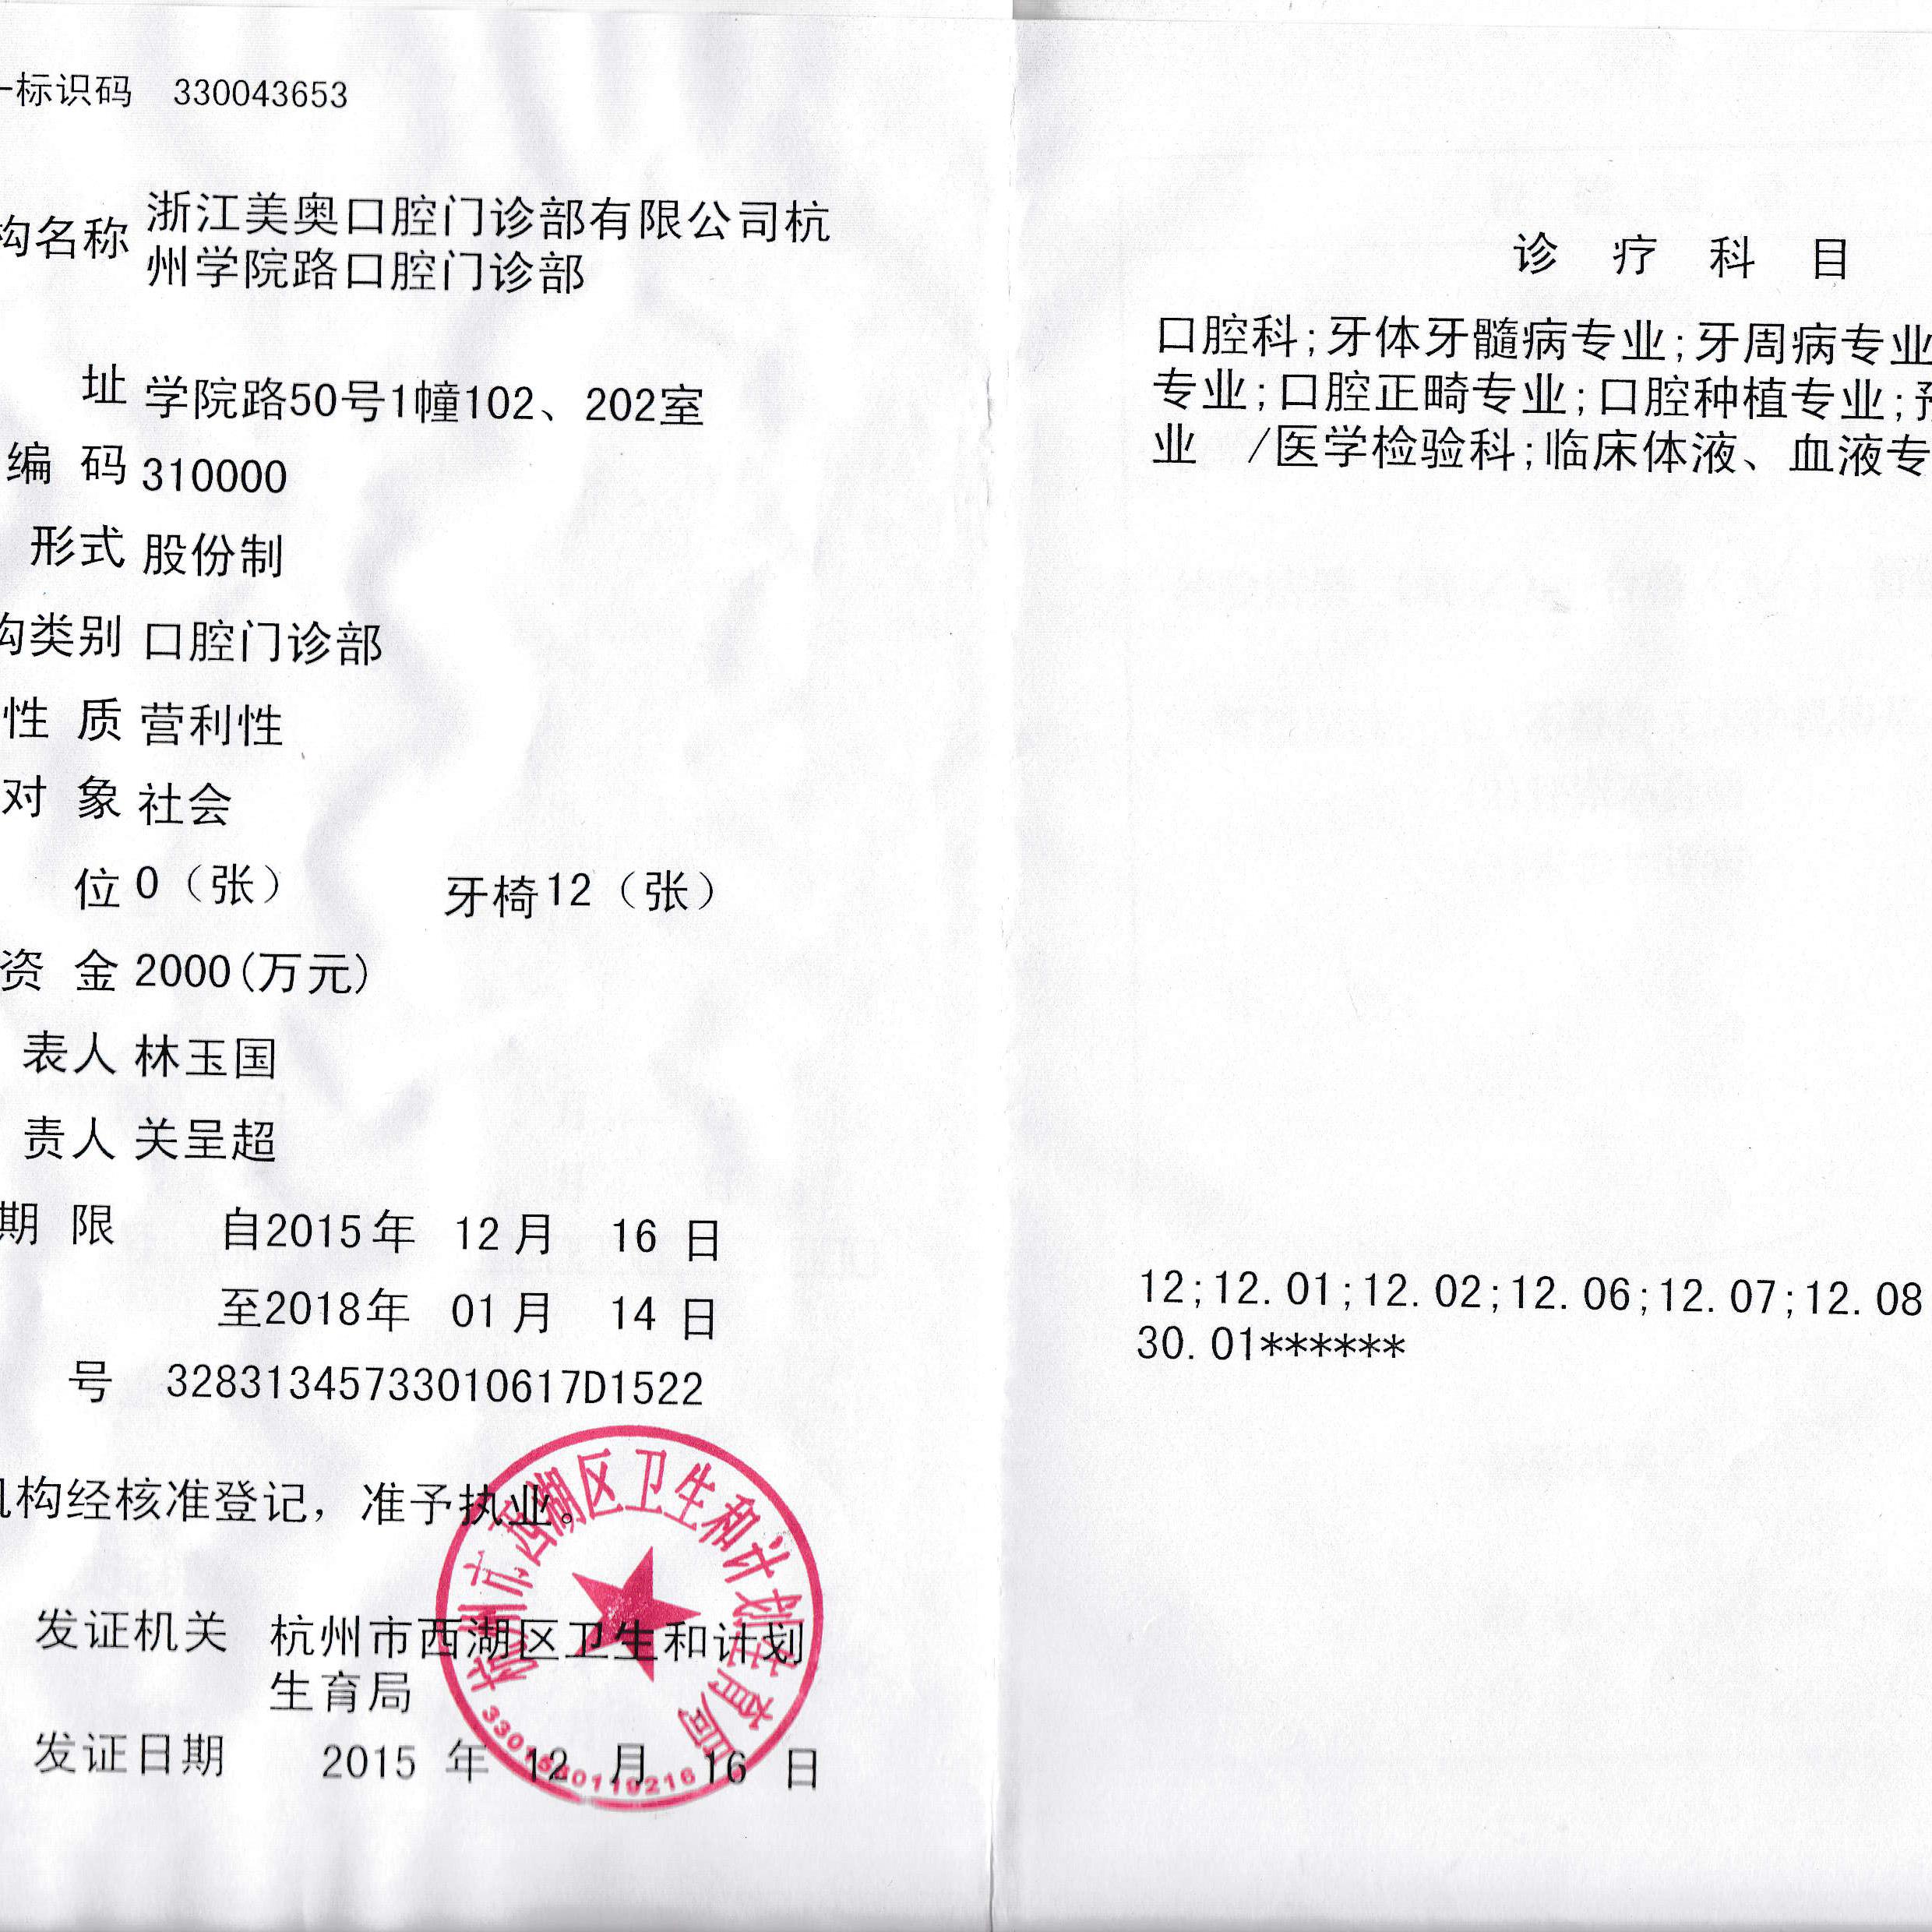 一标识码 330043653
构名称 浙江美奥口腔门诊部有限公司杭
州学院路口腔门诊部
址 学院路50号1幢102、202室
编 码 310000
形式 股份制
构类别 口腔门诊部
性 质 营利性
对 象 社会
位 0（张） 牙椅12（张）
资 金 2000(万元)
表人 林玉国
责人 关呈超
期 限 自2015年 12月 16 日
至2018年 01月 14 日
号 32831345733010617D1522
机构经核准登记，准予执业。
发证机关 杭州市西湖区卫生和计划
生育局
发证日期 2015 年 12 月 16 日
杭州市西湖区卫生和计划生育局
诊 疗 科 目
口腔科;牙体牙髓病专业;牙周病专业
专业;口腔正畸专业;口腔种植专业;预
业 /医学检验科;临床体液、血液专
12;12.01;12.02;12.06;12.07;12.08
30.01******